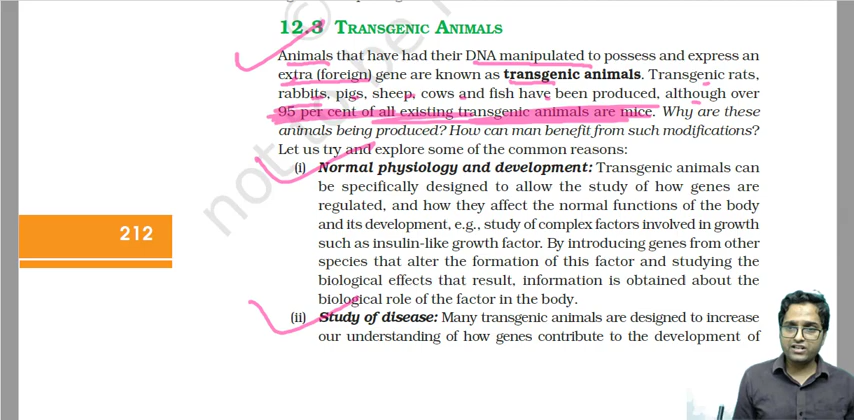 12.3 TRANSGENIC ANIMALS
Animals that have had their DNA manipulated to possess and express an
extra (foreign) gene are known as transgenic animals. Transgenic rats,
rabbits, pigs, sheep, cows and fish have been produced, although over
95 per cent of all existing transgenic animals are mice. Why are these
animals being produced? How can man benefit from such modifications?
Let us try and explore some of the common reasons:
(i) Normal physiology and development: Transgenic animals can
be specifically designed to allow the study of how genes are
regulated, and how they affect the normal functions of the body
and its development, e.g., study of complex factors involved in growth
such as insulin-like growth factor. By introducing genes from other
species that alter the formation of this factor and studying the
212
biological effects that result, information is obtained about the
biological role of the factor in the body.
(ii) Study of disease: Many transgenic animals are designed to increase
our understanding of how genes contribute to the development of
not to be